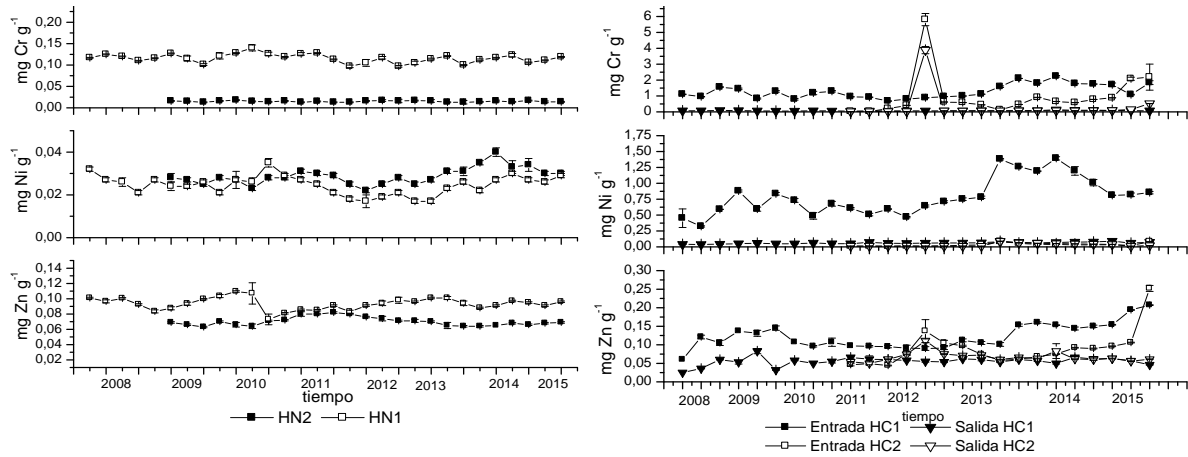 mg Cr g⁻¹
0,20
0,15
0,10
0,05
0,00
mg Ni g⁻¹
0,04
0,02
0,00
mg Zn g⁻¹
0,14
0,12
0,10
0,08
0,06
0,04
0,02
2008 2009 2010 2011 2012 2013 2014 2015
tiempo
HN2 HN1
mg Cr g⁻¹
6
5
4
3
2
1
0
mg Ni g⁻¹
1,75
1,50
1,25
1,00
0,75
0,50
0,25
0,00
mg Zn g⁻¹
0,30
0,25
0,20
0,15
0,10
0,05
0,00
2008 2009 2010 2011 2012 2013 2014 2015
tiempo
Entrada HC1 Salida HC1
Entrada HC2 Salida HC2